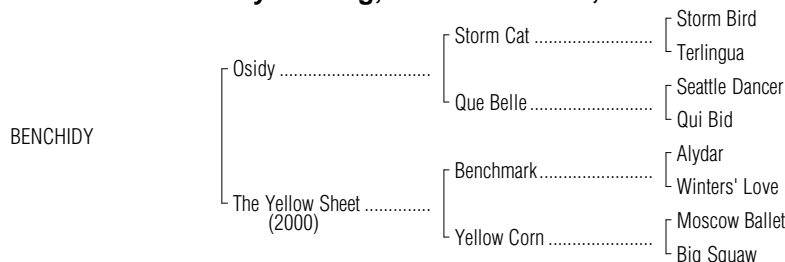 Storm Bird
Storm Cat ........................
Osidy ............................... Terlingua
Seattle Dancer
Que Belle.........................
Qui Bid
BENCHIDY
Alydar
Benchmark.......................
Winters' Love
The Yellow Sheet .............
(2000) Moscow Ballet
Yellow Corn .....................
Big Squaw